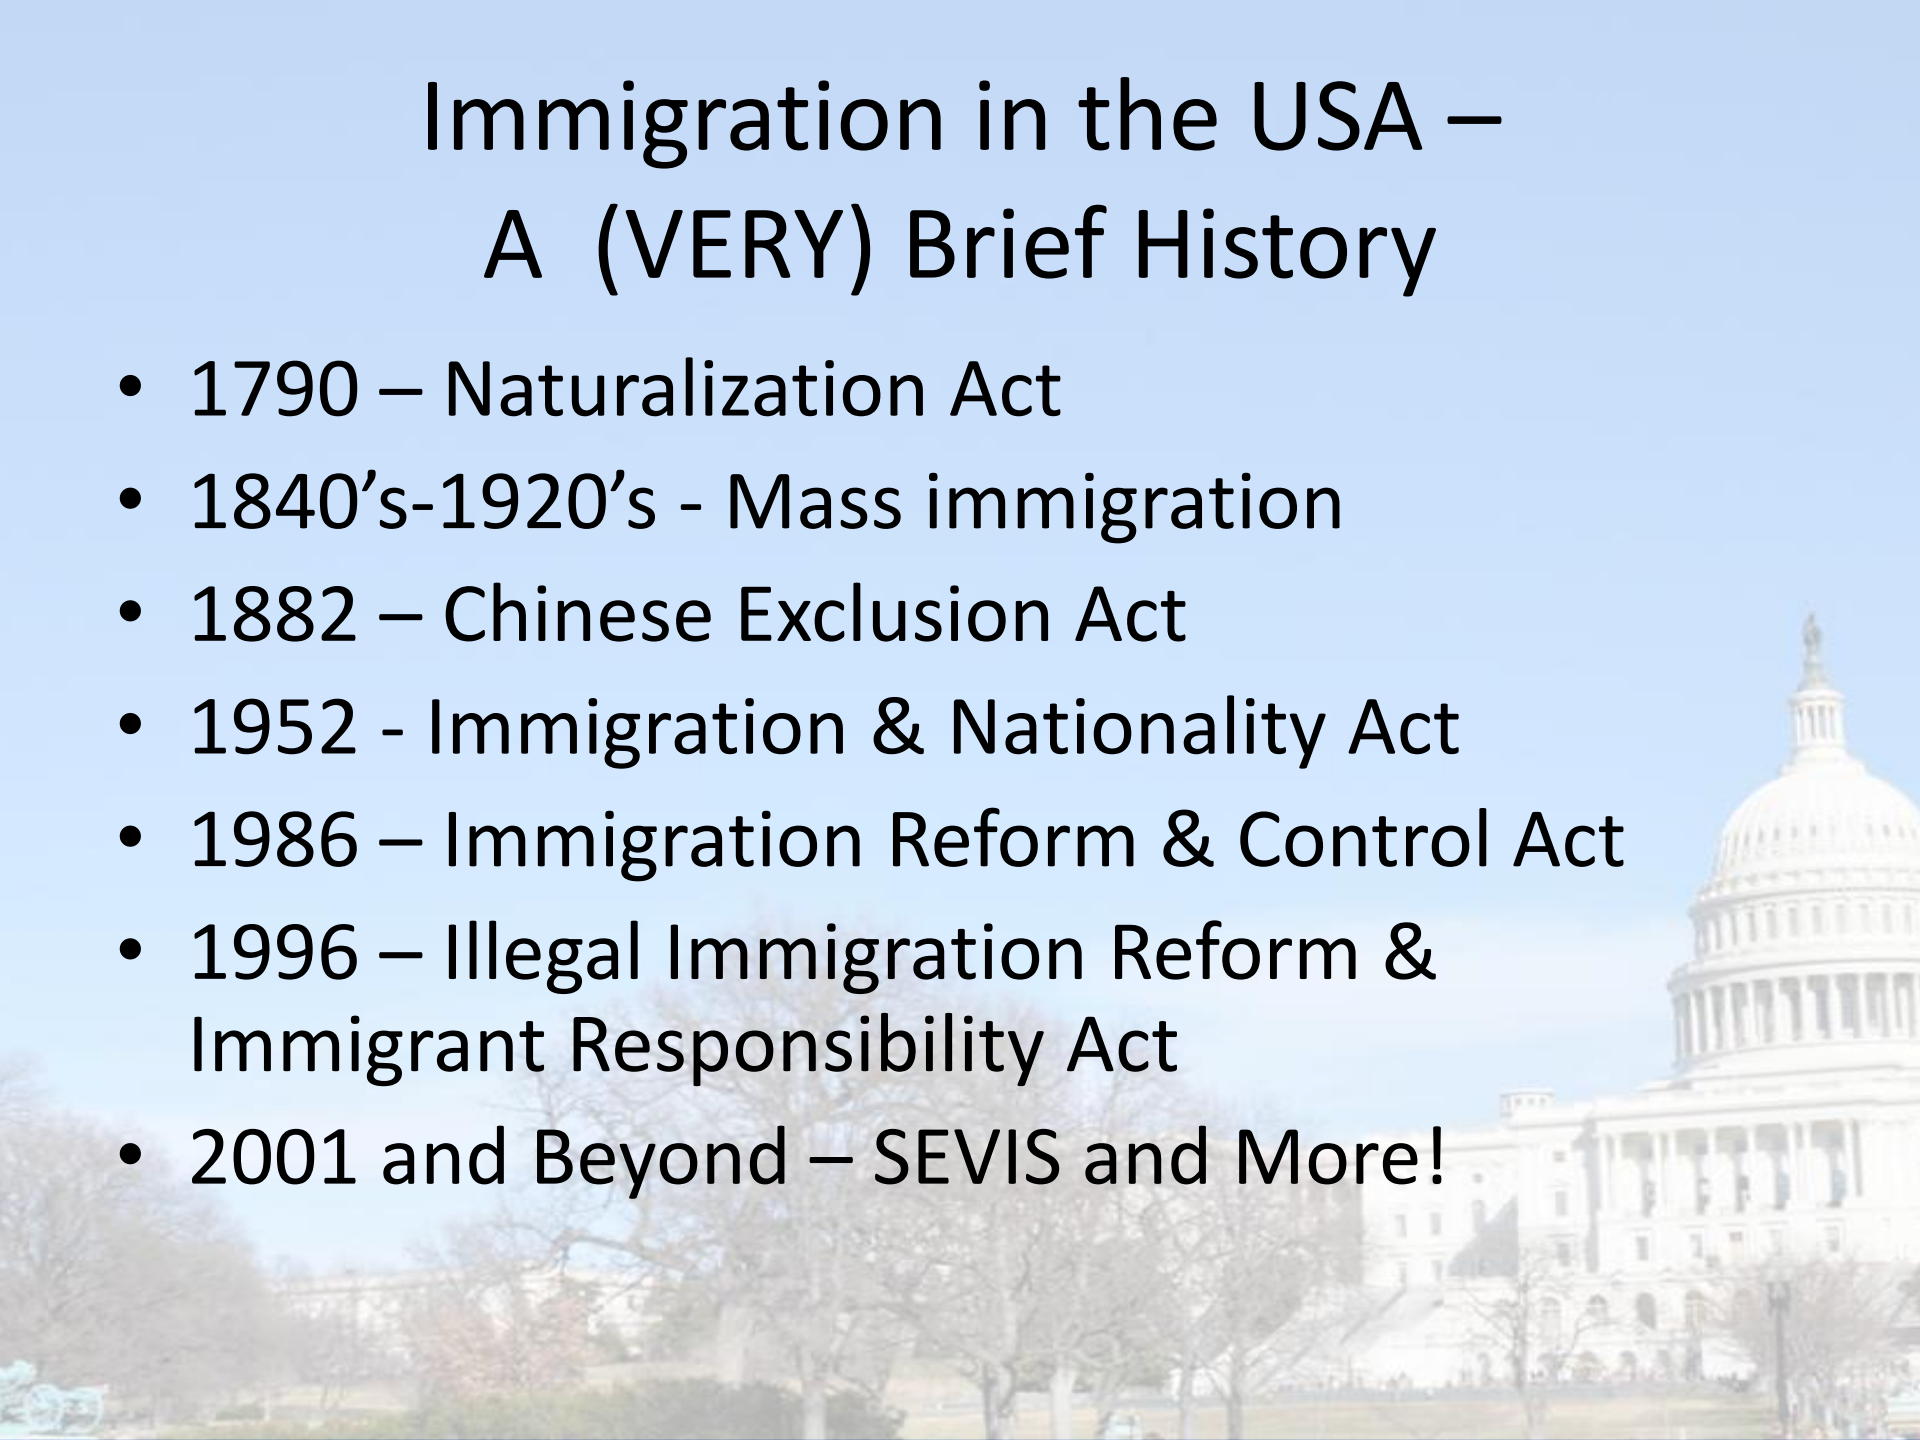 Immigration in the USA –
A  (VERY) Brief History
• 1790 – Naturalization Act
• 1840’s-1920’s - Mass immigration
• 1882 – Chinese Exclusion Act
• 1952 - Immigration & Nationality Act
• 1986 – Immigration Reform & Control Act
• 1996 – Illegal Immigration Reform &
Immigrant Responsibility Act
• 2001 and Beyond – SEVIS and More!